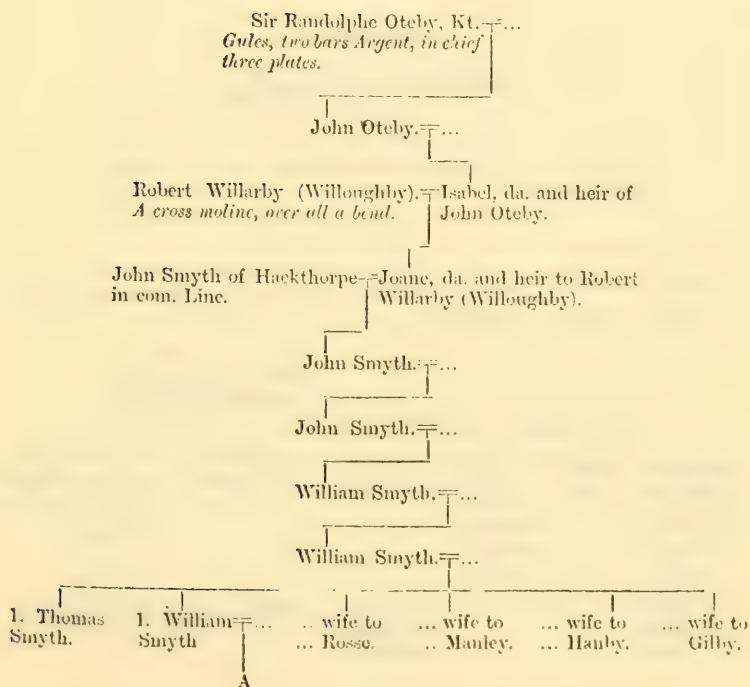 Sir Randolphe Oteby, Kt.=...
Gules, two bars Argent, in chief
three plates.
John Oteby.=...
Robert Willarby (Willoughby).=Isabel, da. and heir of
A cross moline, over all a bend. John Oteby.
John Smyth of Hackthorpe=Joane, da. and heir to Robert
in com. Linc. Willarby (Willoughby).
John Smyth.=...
John Smyth.=...
William Smyth.=...
William Smyth.=...
1. Thomas 1. William=... .. wife to ... wife to ... wife to ... wife to
Smyth. Smyth ... Rosse. .. Manley. ... Hanby. ... Gilby.
A